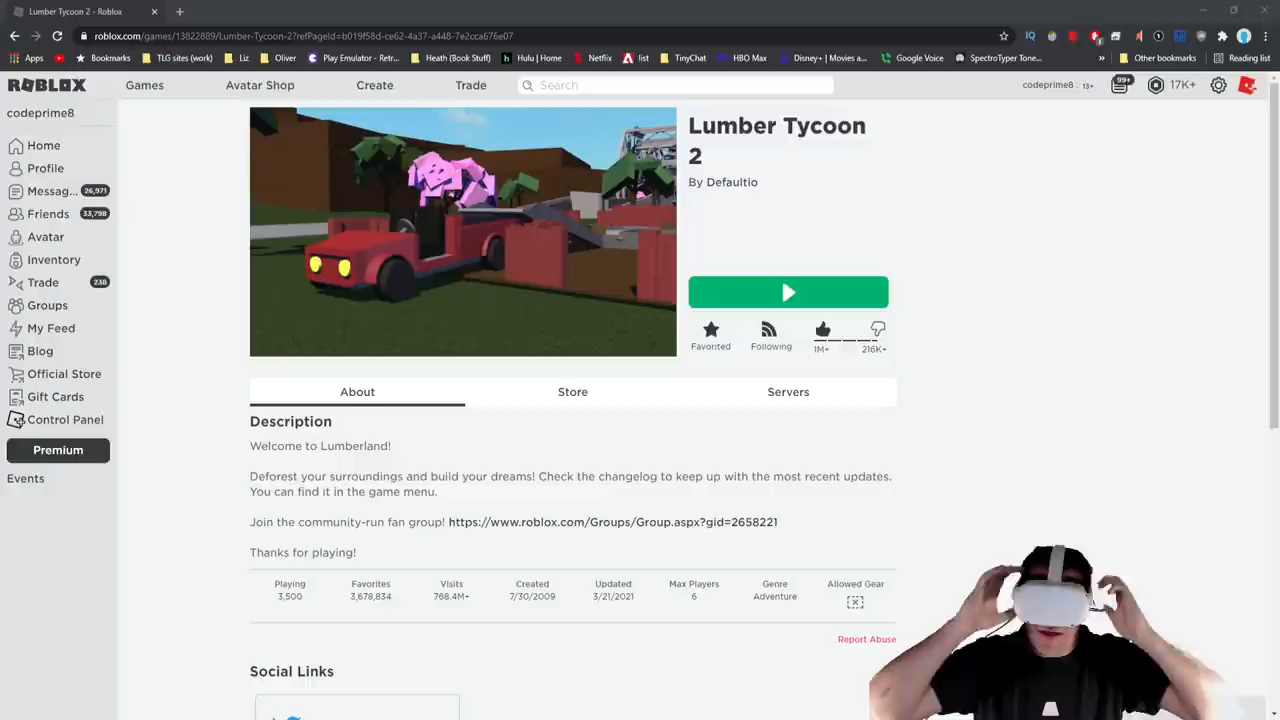 Lumber Tycoon 2 - Roblox
roblox.com/games/13822889/Lumber-Tycoon-2?refPageId=b019f58d-ce62-4a37-a448-7e2cca676e07
Apps
Bookmarks
TLG sites (work)
Liz
Oliver
Play Emulator - Retr...
Heath (Book Stuff)
Hulu | Home
Netflix
list
TinyChat
HBO Max
Disney+ | Movies a...
Google Voice
SpectroTyper Tone...
»
Other bookmarks
Reading list
ROBLOX
Games
Avatar Shop
Create
Trade
Search
codeprime8 : 13+
99+
17K+
codeprime8
Home
Profile
Messag... 26,971
Friends 33,798
Avatar
Inventory
Trade 238
Groups
My Feed
Blog
Official Store
Gift Cards
Control Panel
Premium
Events
Lumber Tycoon
2
By Defaultio
Favorited
Following
1M+
216K+
About
Store
Servers
Description
Welcome to Lumberland!
Deforest your surroundings and build your dreams! Check the changelog to keep up with the most recent updates.
You can find it in the game menu.
Join the community-run fan group! https://www.roblox.com/Groups/Group.aspx?gid=2658221
Thanks for playing!
Playing Favorites Visits Created Updated Max Players Genre Allowed Gear
3,500 3,678,834 768.4M+ 7/30/2009 3/21/2021 6 Adventure
Report Abuse
Social Links